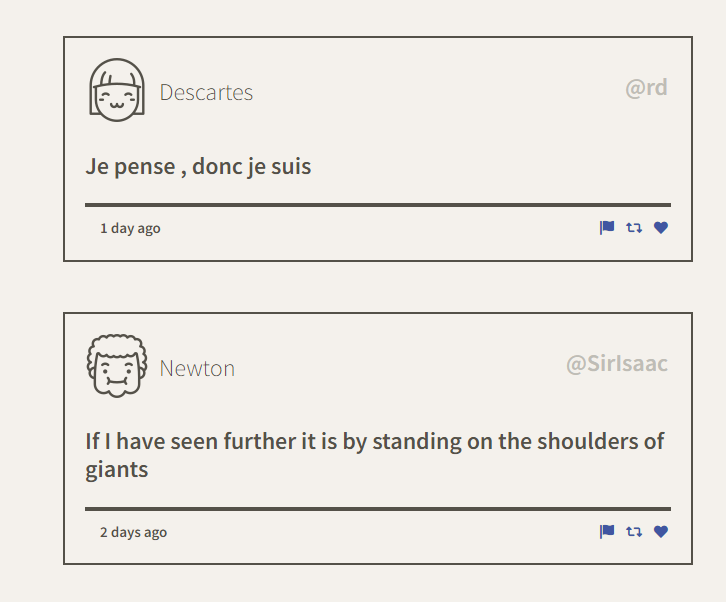 Descartes
@rd
Je pense , donc je suis
1 day ago
Newton
@SirIsaac
If I have seen further it is by standing on the shoulders of
giants
2 days ago